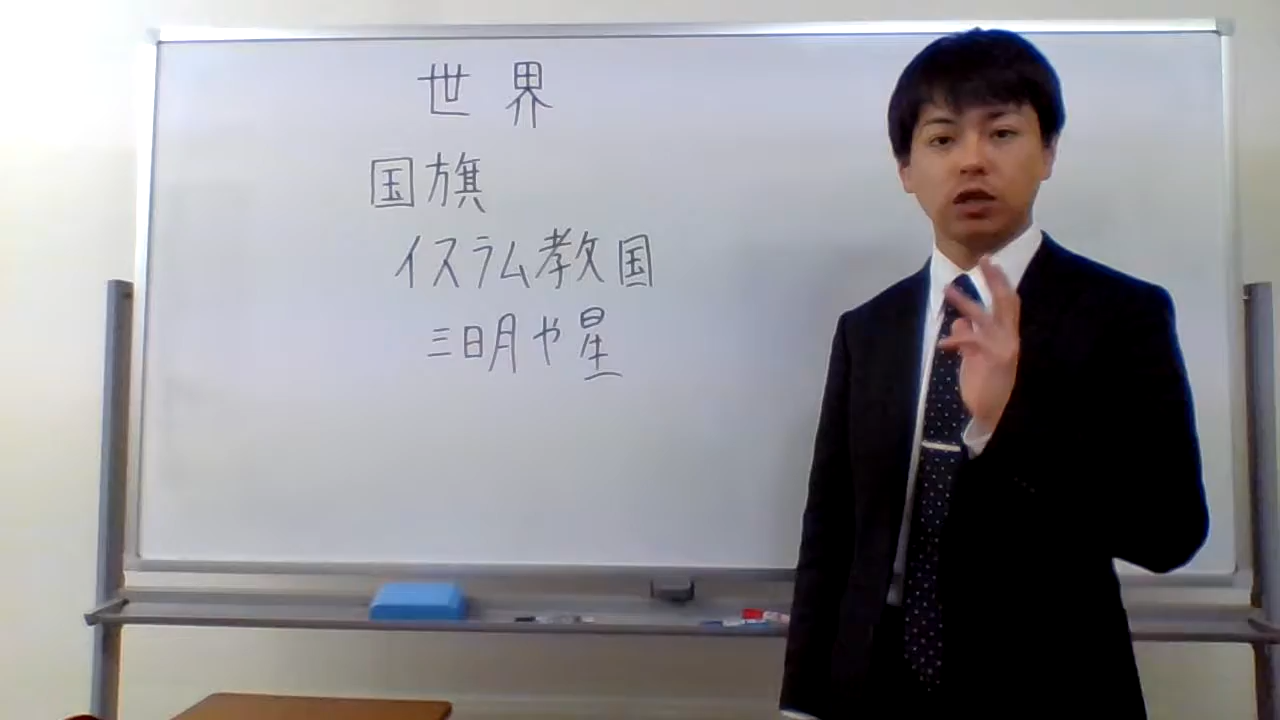 世界
国旗
イスラム教国
三日月や星